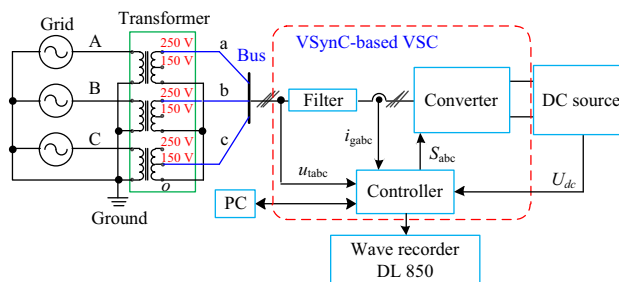 Grid
Transformer
A
250 V
150 V
a
Bus
VSynC-based VSC
B
250 V
150 V
b
Filter
Converter
DC source
C
250 V
150 V
c
i_gabc
S_abc
u_tabc
Controller
U_dc
o
Ground
PC
Wave recorder
DL 850